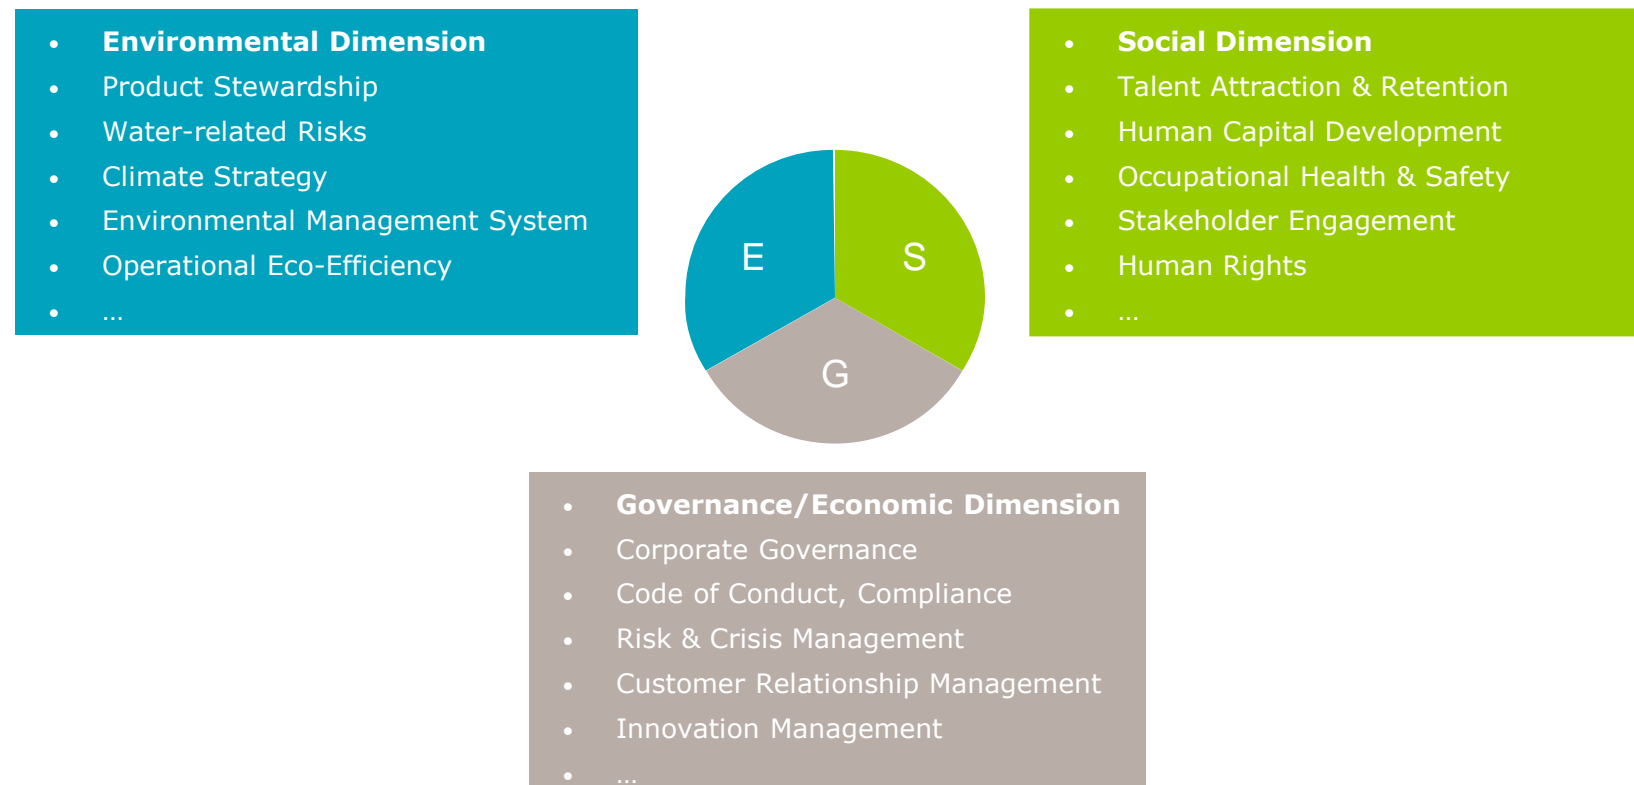 • Environmental Dimension
• Product Stewardship
• Water-related Risks
• Climate Strategy
• Environmental Management System
• Operational Eco-Efficiency
• …
• Social Dimension
• Talent Attraction & Retention
• Human Capital Development
• Occupational Health & Safety
• Stakeholder Engagement
• Human Rights
• …
E
S
G
• Governance/Economic Dimension
• Corporate Governance
• Code of Conduct, Compliance
• Risk & Crisis Management
• Customer Relationship Management
• Innovation Management
• …